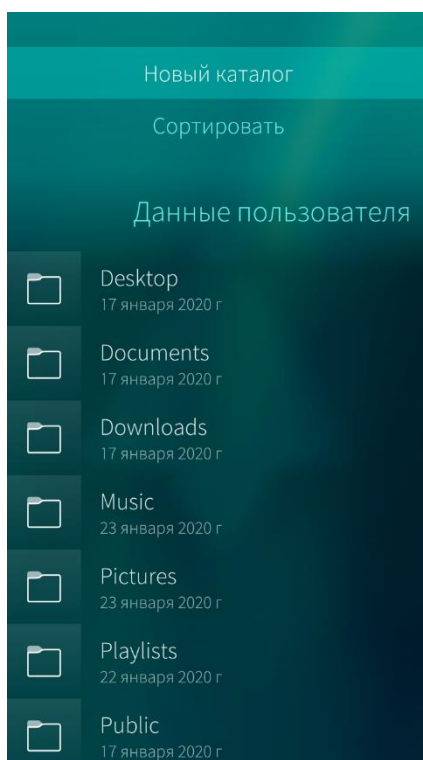 Новый каталог
Сортировать
Данные пользователя
Desktop
17 января 2020 г
Documents
17 января 2020 г
Downloads
17 января 2020 г
Music
23 января 2020 г
Pictures
23 января 2020 г
Playlists
22 января 2020 г
Public
17 января 2020 г